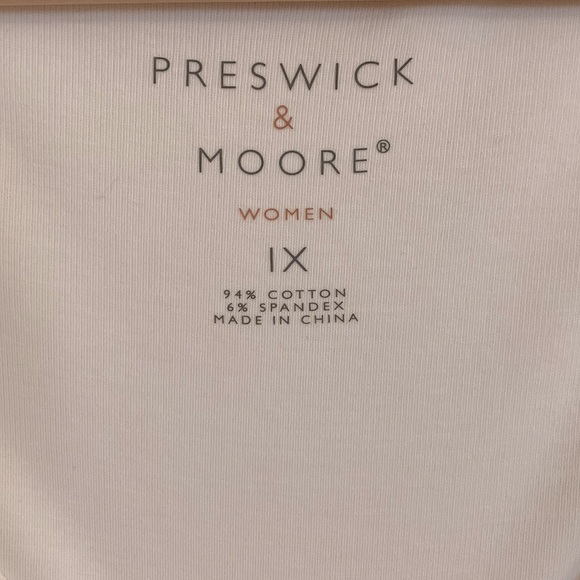 PRESWICK
&
MOORE®
WOMEN
1X
94% COTTON
6% SPANDEX
MADE IN CHINA